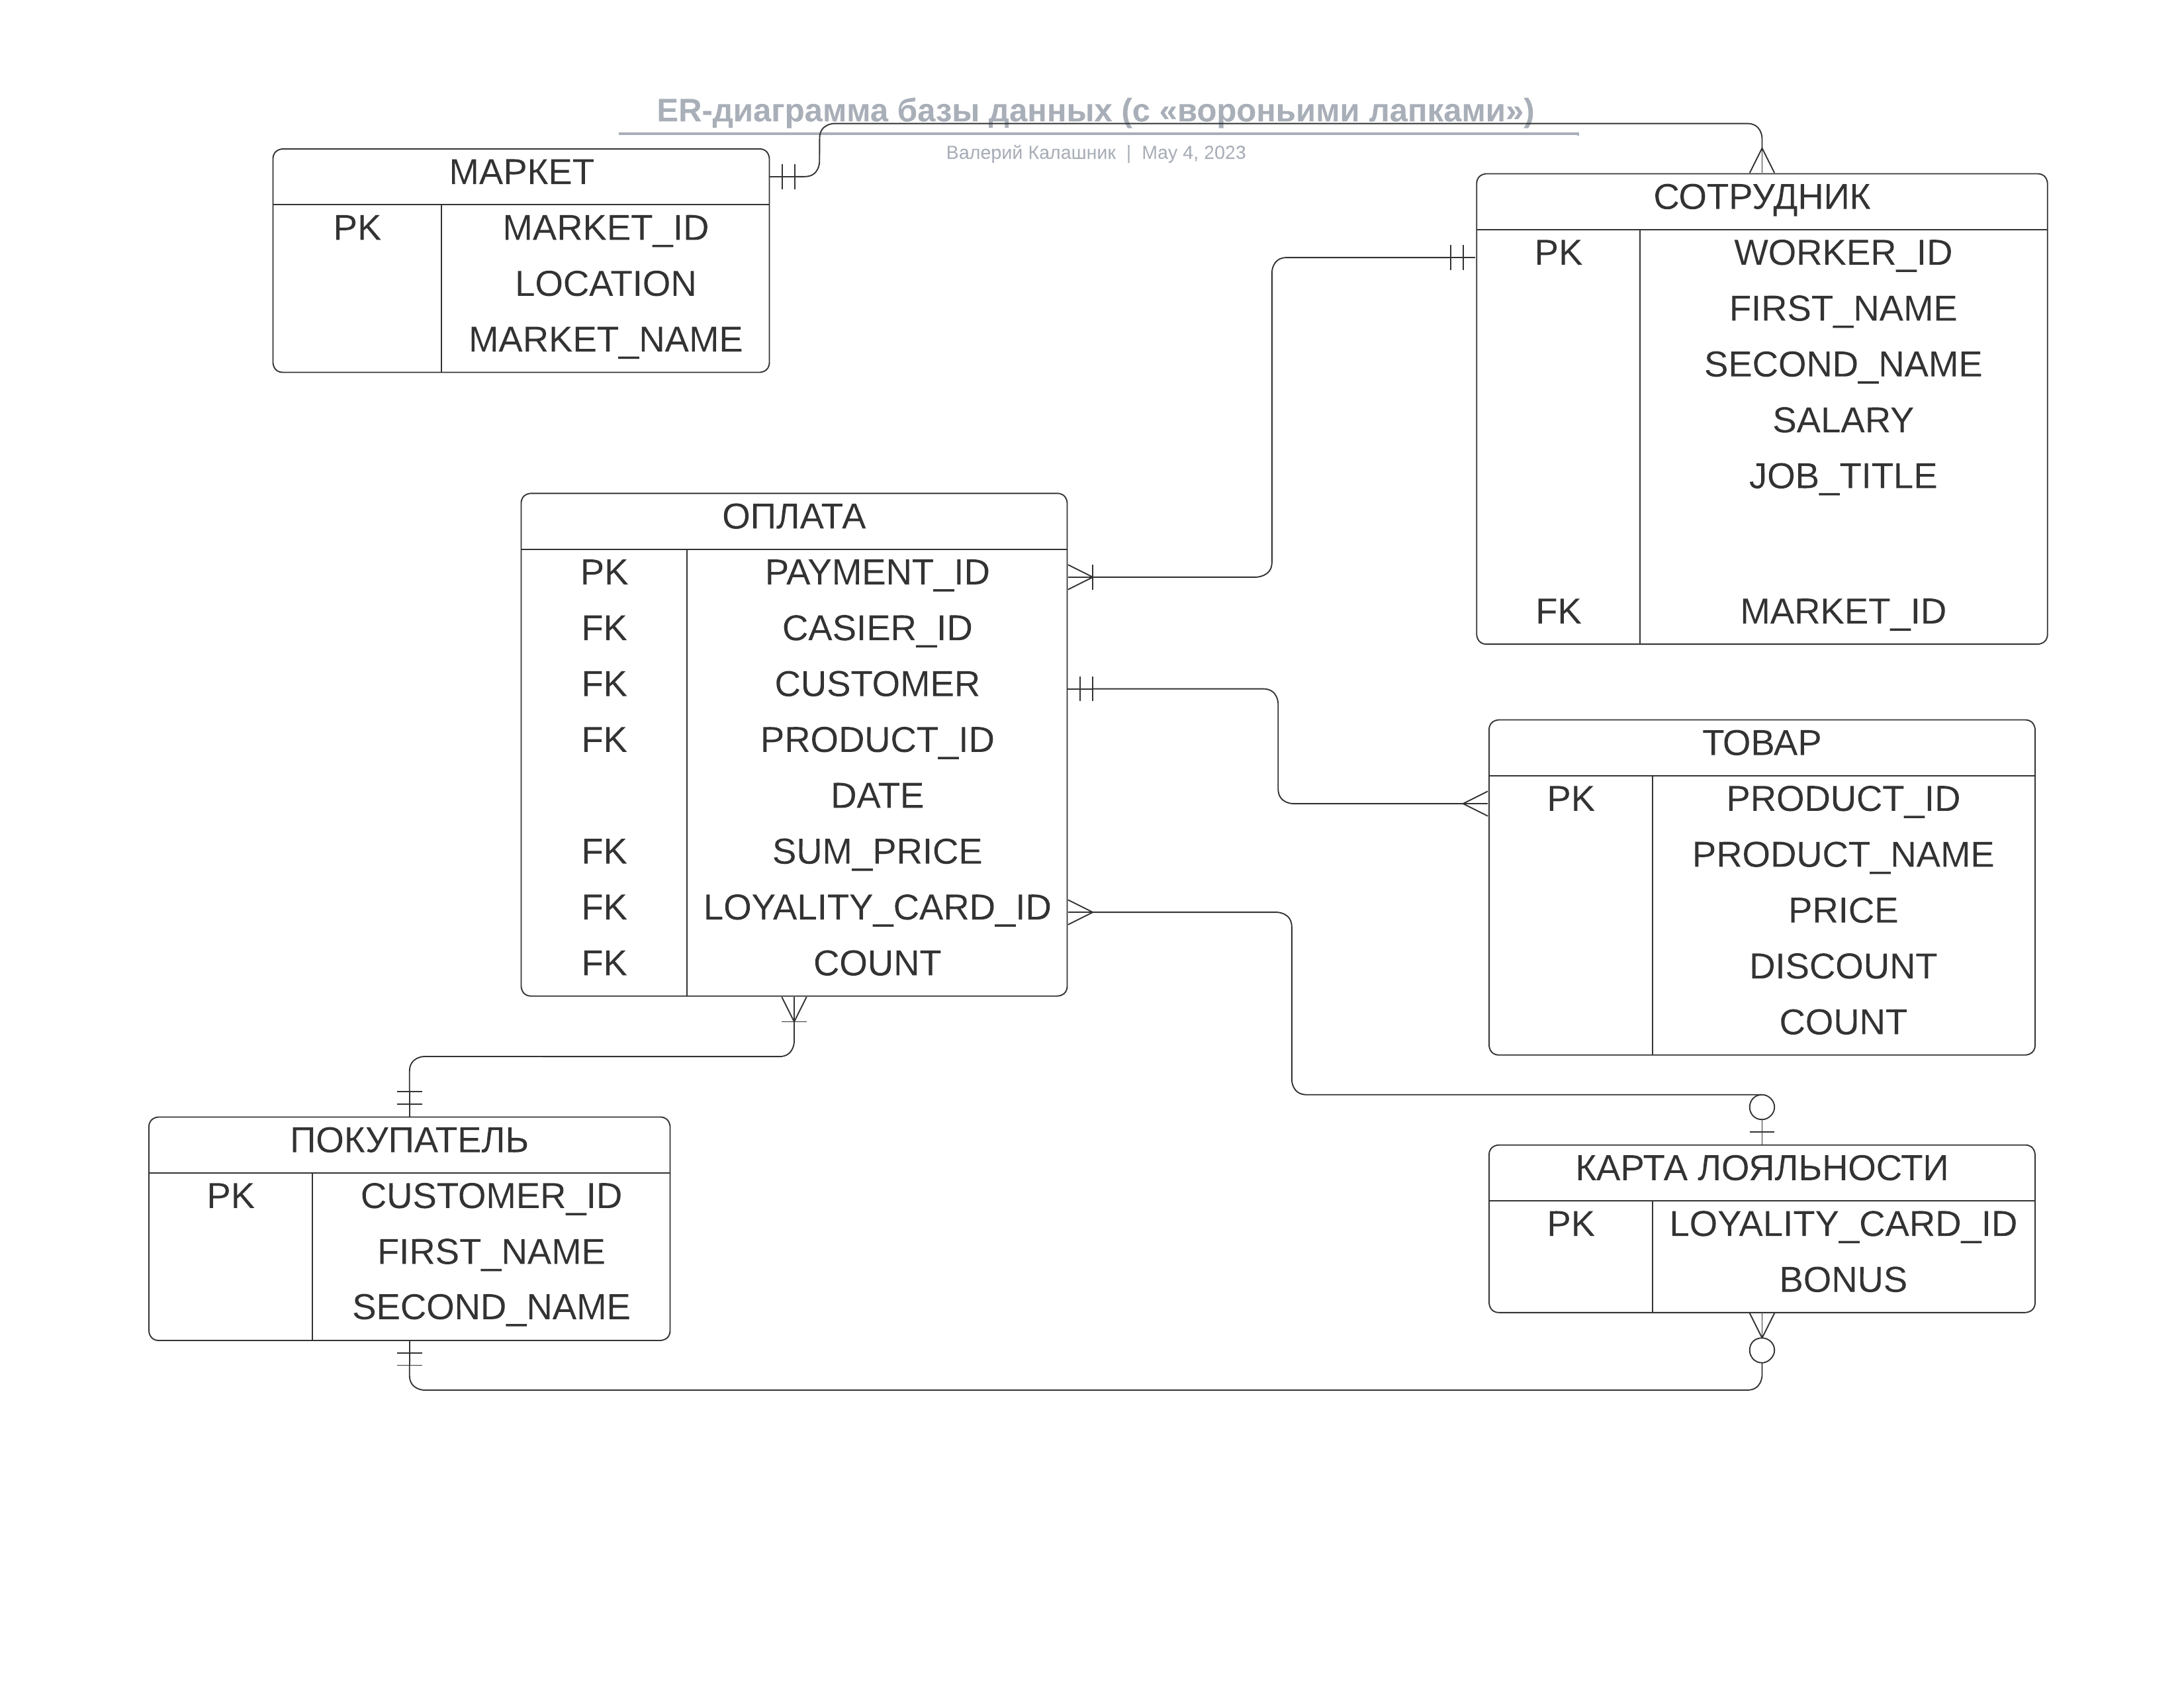 ER-диаграмма базы данных (с «вороньими лапками»)
Валерий Калашник | May 4, 2023
МАРКЕТ
PK MARKET_ID
LOCATION
MARKET_NAME
СОТРУДНИК
PK WORKER_ID
FIRST_NAME
SECOND_NAME
SALARY
JOB_TITLE
FK MARKET_ID
ОПЛАТА
PK PAYMENT_ID
FK CASIER_ID
FK CUSTOMER
FK PRODUCT_ID
DATE
FK SUM_PRICE
FK LOYALITY_CARD_ID
FK COUNT
ТОВАР
PK PRODUCT_ID
PRODUCT_NAME
PRICE
DISCOUNT
COUNT
ПОКУПАТЕЛЬ
PK CUSTOMER_ID
FIRST_NAME
SECOND_NAME
КАРТА ЛОЯЛЬНОСТИ
PK LOYALITY_CARD_ID
BONUS